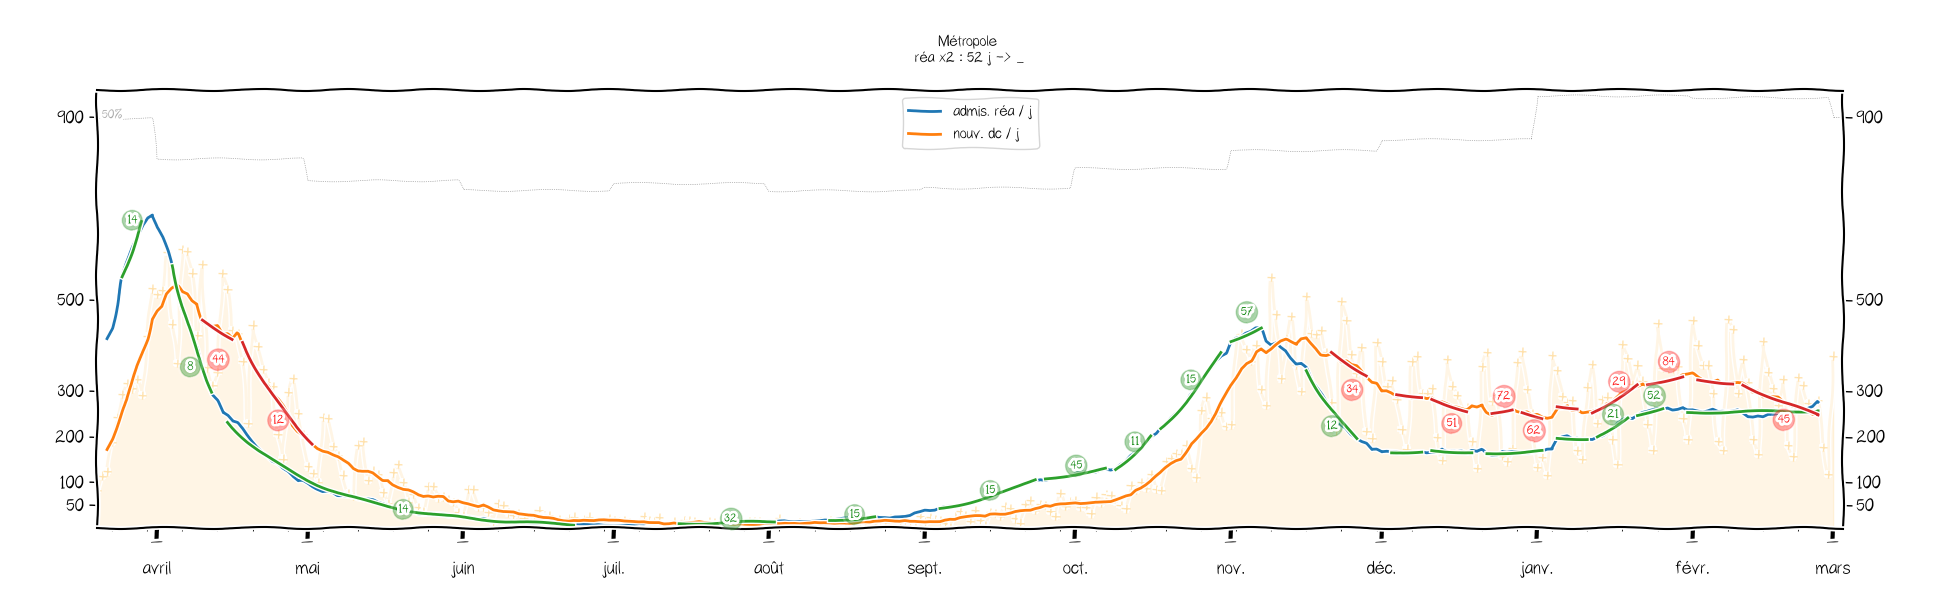 Métropole
réa x2 : 52 j -> _
admis. réa / j
nouv. dc / j
50%
900
900
500
500
300
300
200
200
100
100
50
50
14
8
44
12
14
32
15
15
45
11
15
57
12
34
51
72
62
29
21
52
84
45
avril
mai
juin
juil.
août
sept.
oct.
nov.
déc.
janv.
févr.
mars